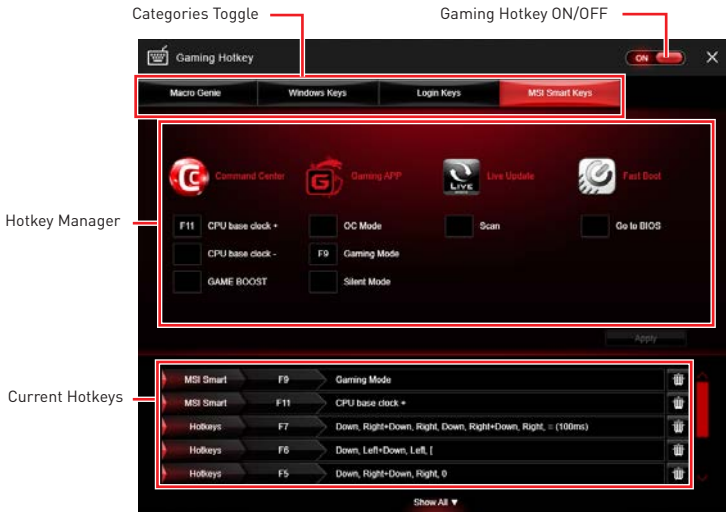 Categories Toggle
Gaming Hotkey ON/OFF
Gaming Hotkey
ON
Macro Genie
Windows Keys
Login Keys
MSI Smart Keys
Hotkey Manager
Command Center
Gaming APP
LIVE
Live Update
Fast Boot
F11 CPU base clock +
OC Mode
Scan
Go to BIOS
CPU base clock -
F9 Gaming Mode
GAME BOOST
Silent Mode
Apply
Current Hotkeys
MSI Smart F9 Gaming Mode
MSI Smart F11 CPU base clock +
Hotkeys F7 Down, Right+Down, Right, Down, Right+Down, Right, = (100ms)
Hotkeys F6 Down, Left+Down, Left, [
Hotkeys F5 Down, Right+Down, Right, 0
Show All ▼